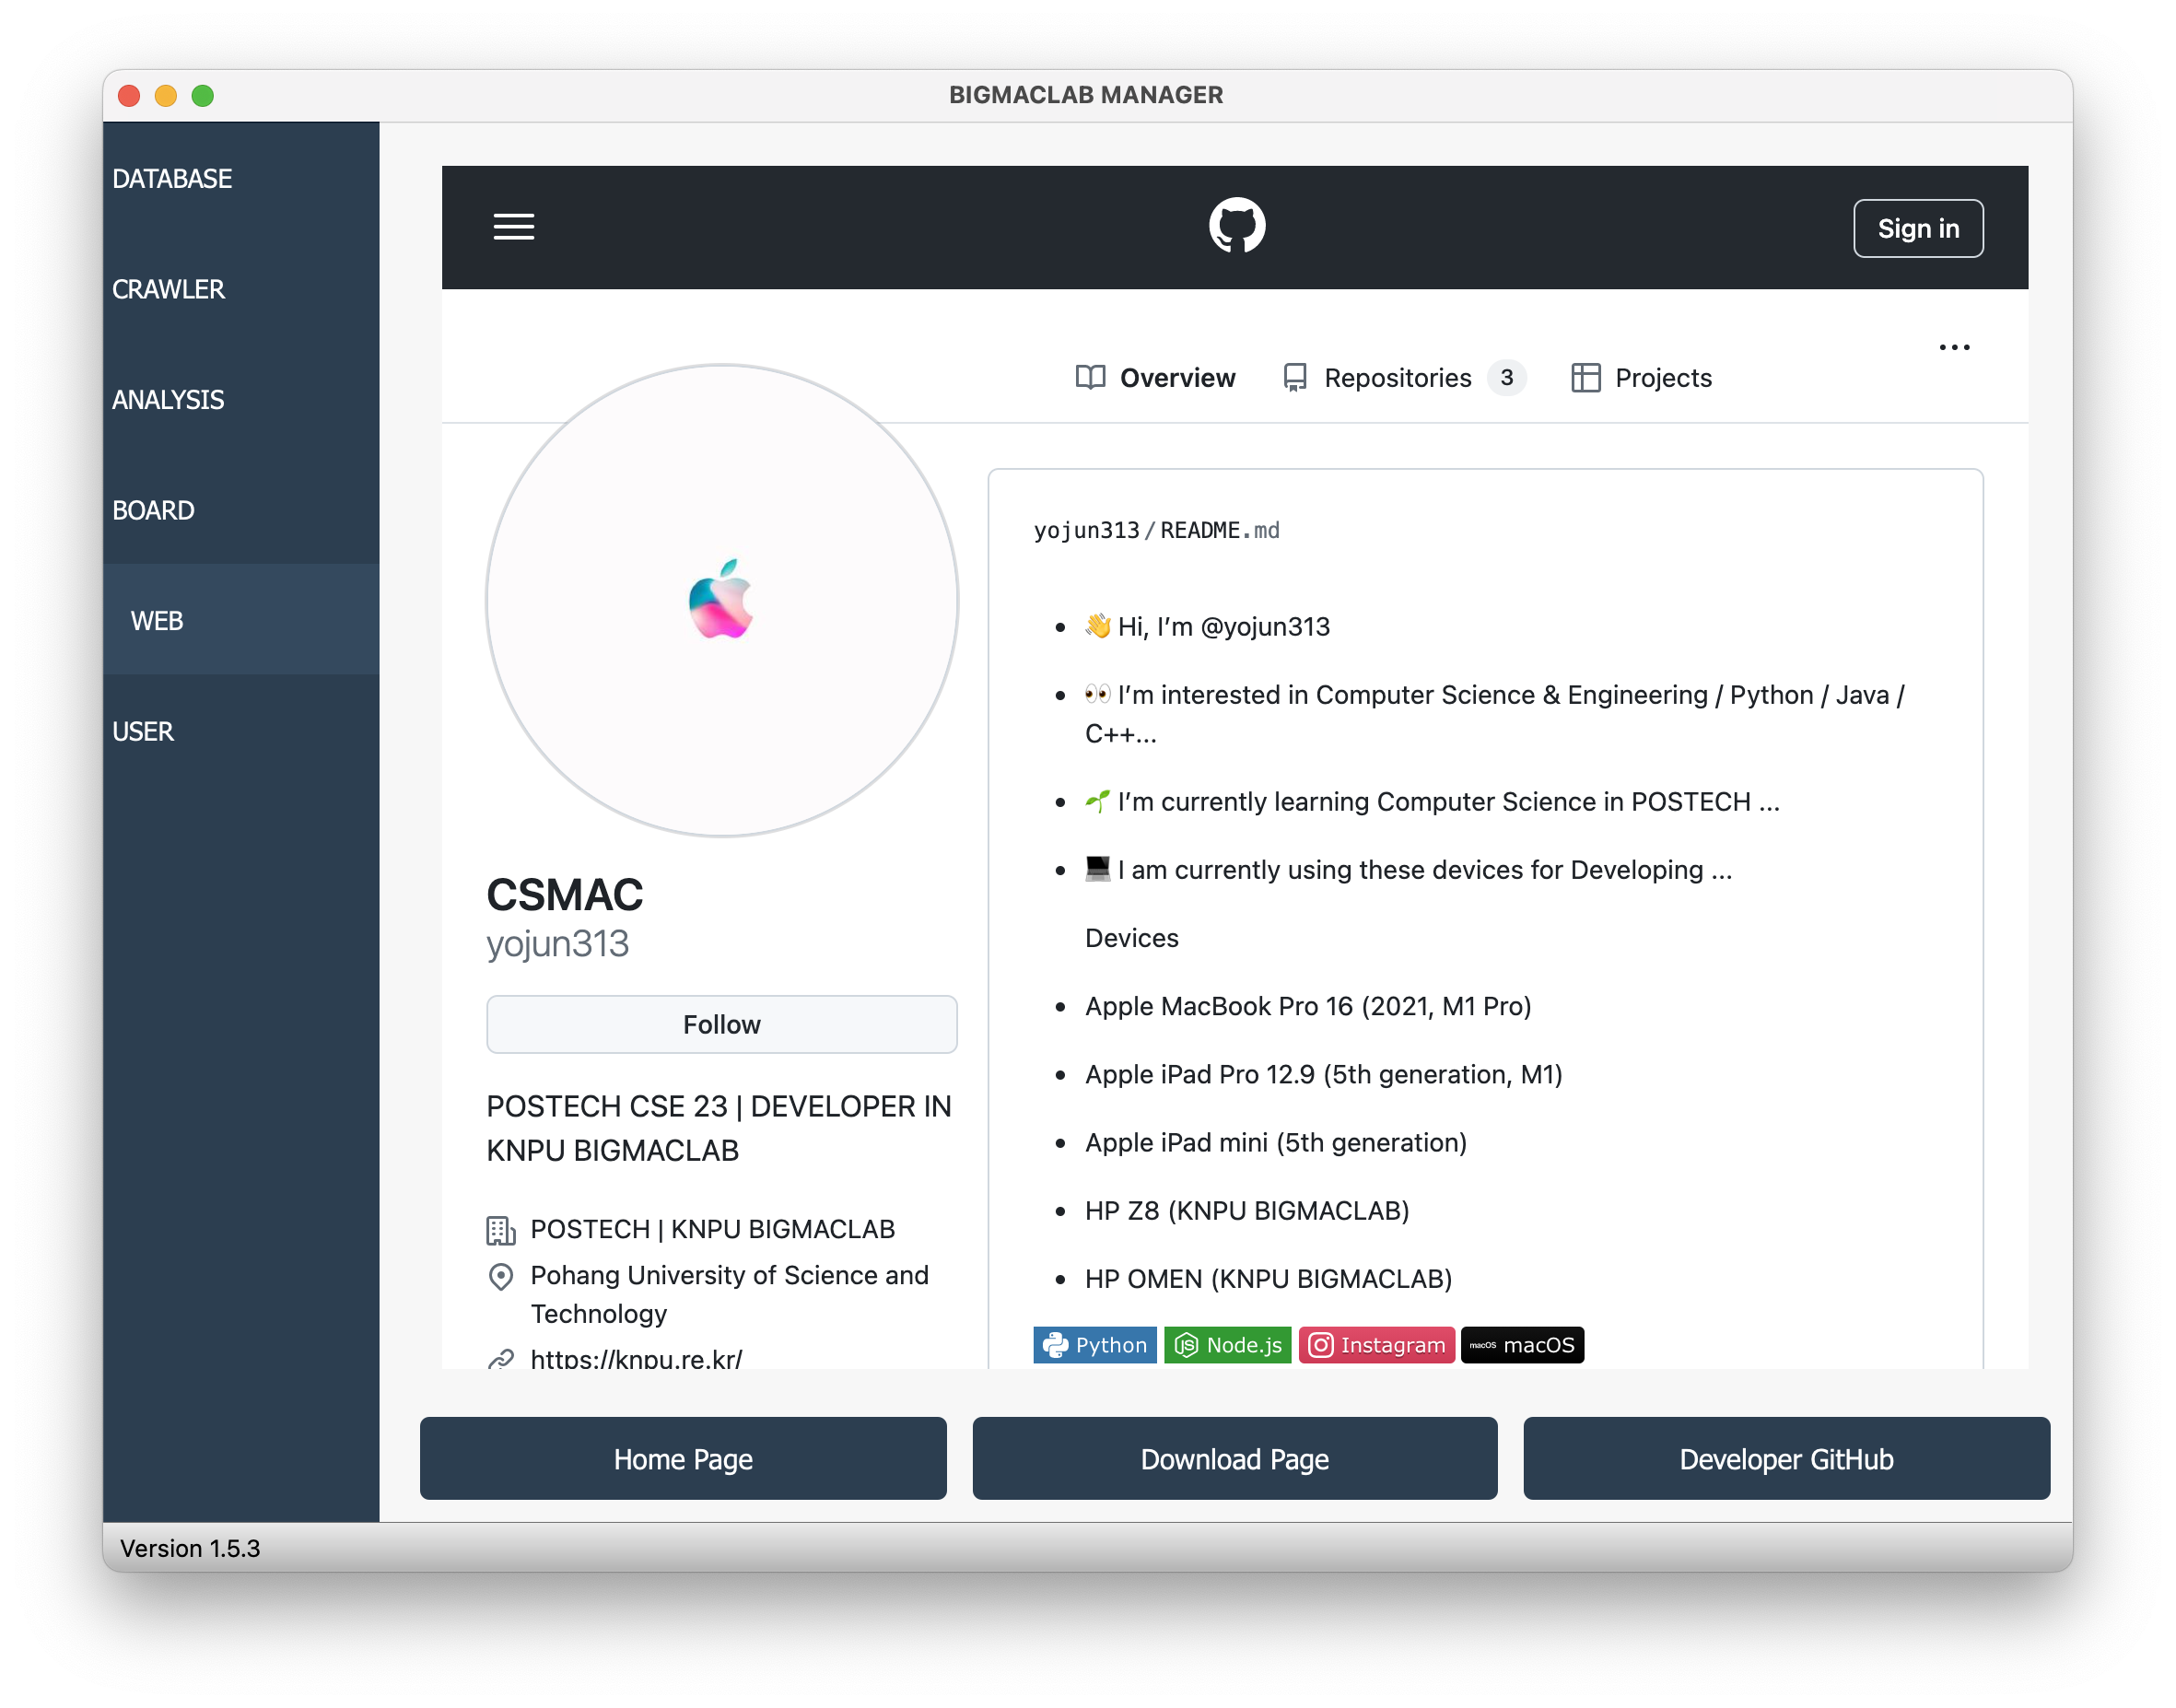 BIGMACLAB MANAGER
DATABASE
CRAWLER
ANALYSIS
BOARD
WEB
USER
Sign in
Overview
Repositories 3
Projects
CSMAC
yojun313
Follow
POSTECH CSE 23 | DEVELOPER IN
KNPU BIGMACLAB
POSTECH | KNPU BIGMACLAB
Pohang University of Science and
Technology
https://knpu.re.kr/
yojun313/README.md
• 👋 Hi, I’m @yojun313
• 👀 I’m interested in Computer Science & Engineering / Python / Java /
C++...
• 🌱 I’m currently learning Computer Science in POSTECH ...
• 💻 I am currently using these devices for Developing ...
Devices
• Apple MacBook Pro 16 (2021, M1 Pro)
• Apple iPad Pro 12.9 (5th generation, M1)
• Apple iPad mini (5th generation)
• HP Z8 (KNPU BIGMACLAB)
• HP OMEN (KNPU BIGMACLAB)
Python
JS Node.js
Instagram
macOS macOS
Home Page
Download Page
Developer GitHub
Version 1.5.3